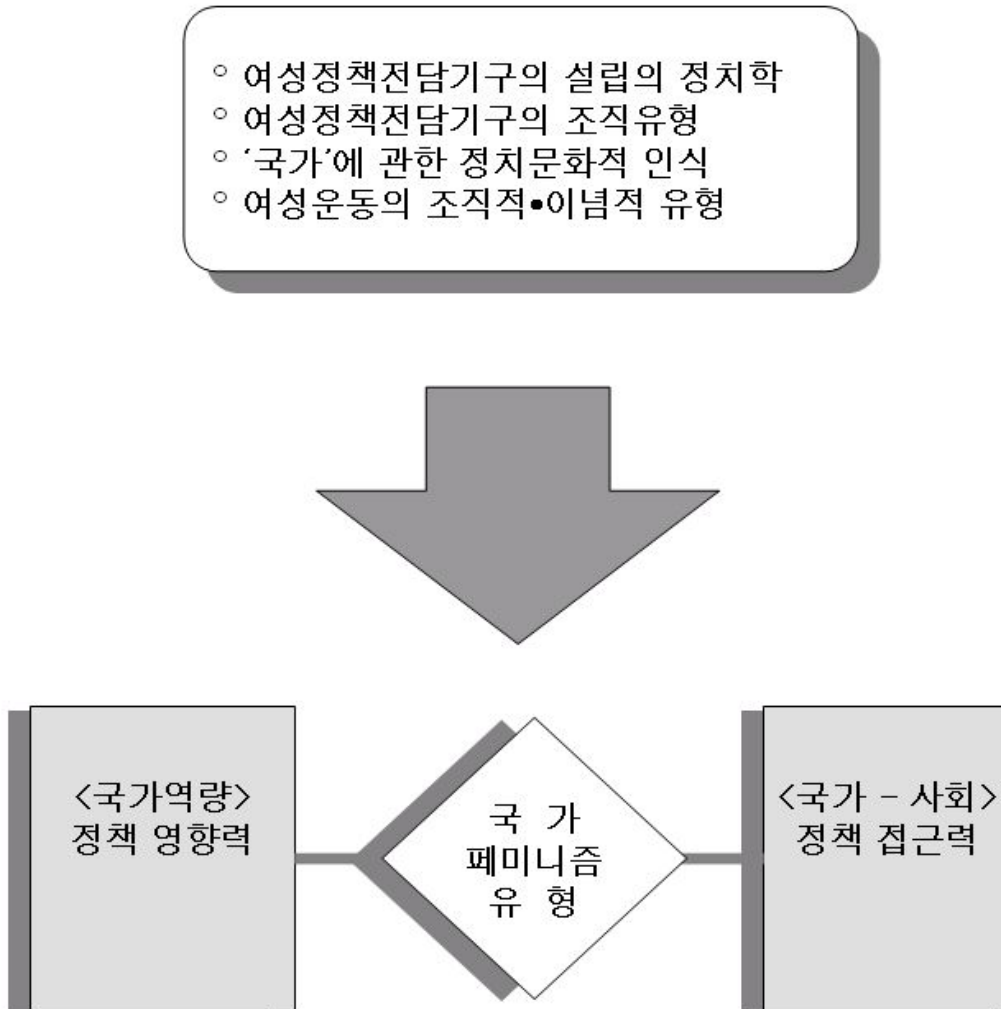 ○ 여성정책전담기구의 설립의 정치학
○ 여성정책전담기구의 조직유형
○ ‘국가’에 관한 정치문화적 인식
○ 여성운동의 조직적•이념적 유형
<국가역량>
정책 영향력
국 가
페미니즘
유 형
<국가 - 사회>
정책 접근력